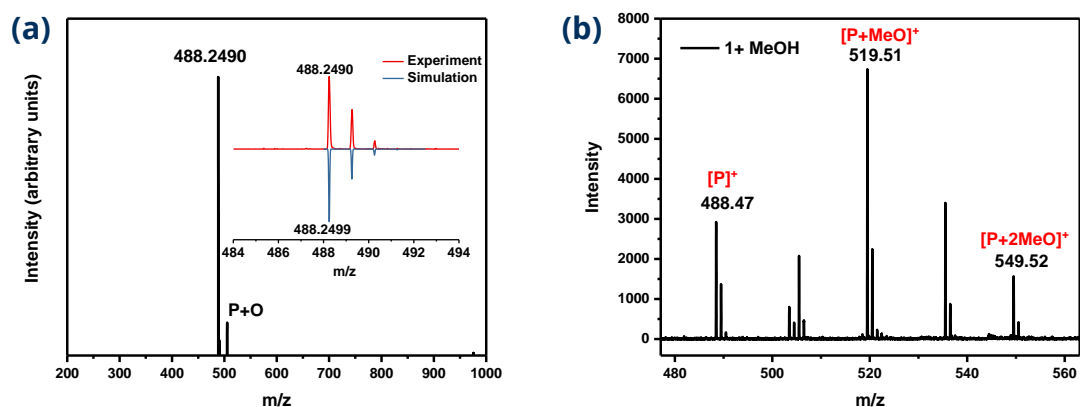 (a)
488.2490
488.2490
Experiment
Simulation
488.2499
484 486 488 490 492 494
m/z
P+O
Intensity (arbitrary units)
200 300 400 500 600 700 800 900 1000
m/z
(b)
8000
7000
6000
5000
4000
3000
2000
1000
0
Intensity
1+ MeOH
[P+MeO]+
519.51
[P]+
488.47
[P+2MeO]+
549.52
480 500 520 540 560
m/z